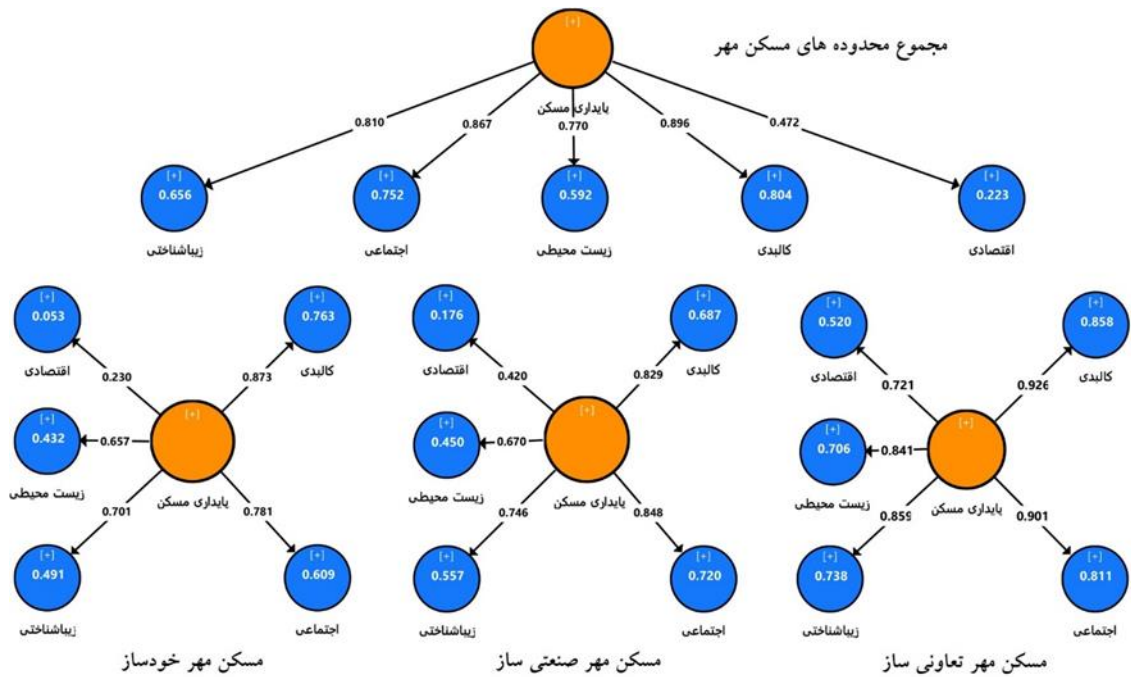 [+]
مجموع محدوده های مسکن مهر
پایداری مسکن
0.810
0.867
0.770
0.896
0.472
[+]
0.656
زیباشناختی
[+]
0.752
اجتماعی
[+]
0.592
زیست محیطی
[+]
0.804
کالبدی
[+]
0.223
اقتصادی
[+]
0.053
اقتصادی
[+]
0.763
کالبدی
0.230
0.873
[+]
0.432
زیست محیطی
0.657
[+]
پایداری مسکن
0.701
0.781
[+]
0.491
زیباشناختی
[+]
0.609
اجتماعی
مسکن مهر خودساز
[+]
0.176
اقتصادی
[+]
0.687
کالبدی
0.420
0.829
[+]
0.450
زیست محیطی
0.670
[+]
پایداری مسکن
0.746
0.848
[+]
0.557
زیباشناختی
[+]
0.720
اجتماعی
مسکن مهر صنعتی ساز
[+]
0.520
اقتصادی
[+]
0.858
کالبدی
0.721
0.926
[+]
0.706
زیست محیطی
0.841
[+]
پایداری مسکن
0.859
0.901
[+]
0.738
زیباشناختی
[+]
0.811
اجتماعی
مسکن مهر تعاونی ساز